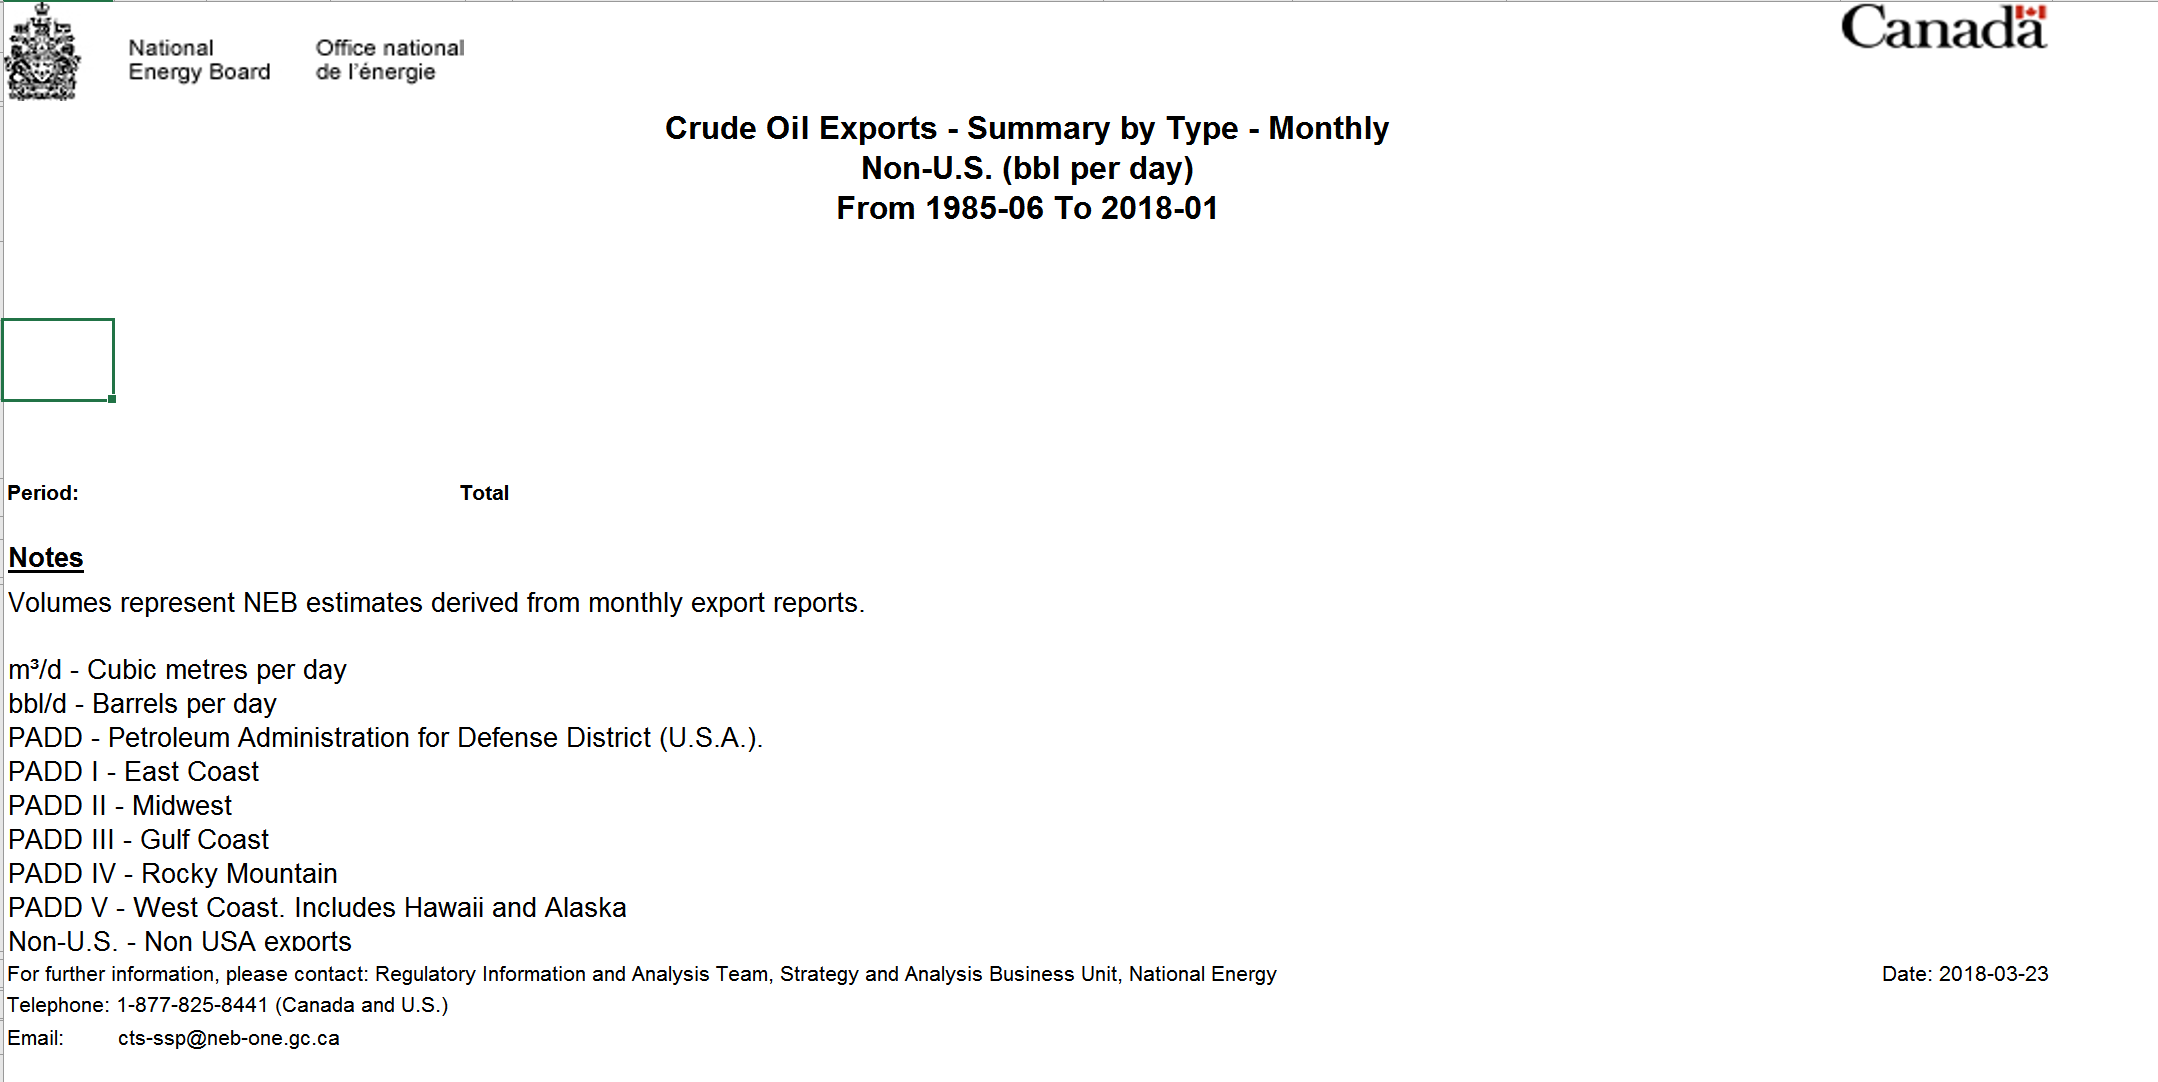 National Office national Canada
Energy Board de l'énergie
Crude Oil Exports - Summary by Type - Monthly
Non-U.S. (bbl per day)
From 1985-06 To 2018-01
Period: Total
Notes
Volumes represent NEB estimates derived from monthly export reports.
m³/d - Cubic metres per day
bbl/d - Barrels per day
PADD - Petroleum Administration for Defense District (U.S.A.).
PADD I - East Coast
PADD II - Midwest
PADD III - Gulf Coast
PADD IV - Rocky Mountain
PADD V - West Coast. Includes Hawaii and Alaska
Non-U.S. - Non USA exports
For further information, please contact: Regulatory Information and Analysis Team, Strategy and Analysis Business Unit, National Energy Date: 2018-03-23
Telephone: 1-877-825-8441 (Canada and U.S.)
Email: cts-ssp@neb-one.gc.ca